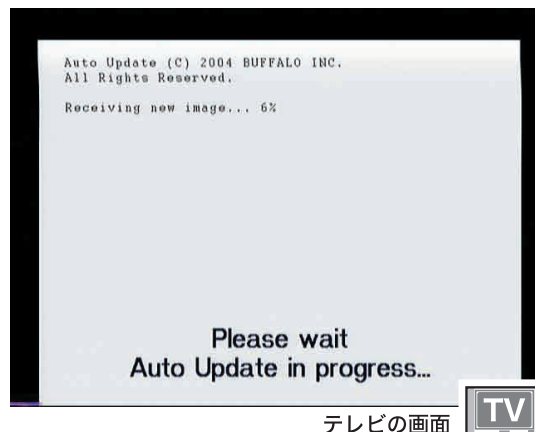 Auto Update (C) 2004 BUFFALO INC.
All Rights Reserved.
Receiving new image... 6%
Please wait
Auto Update in progress...
テレビの画面
TV